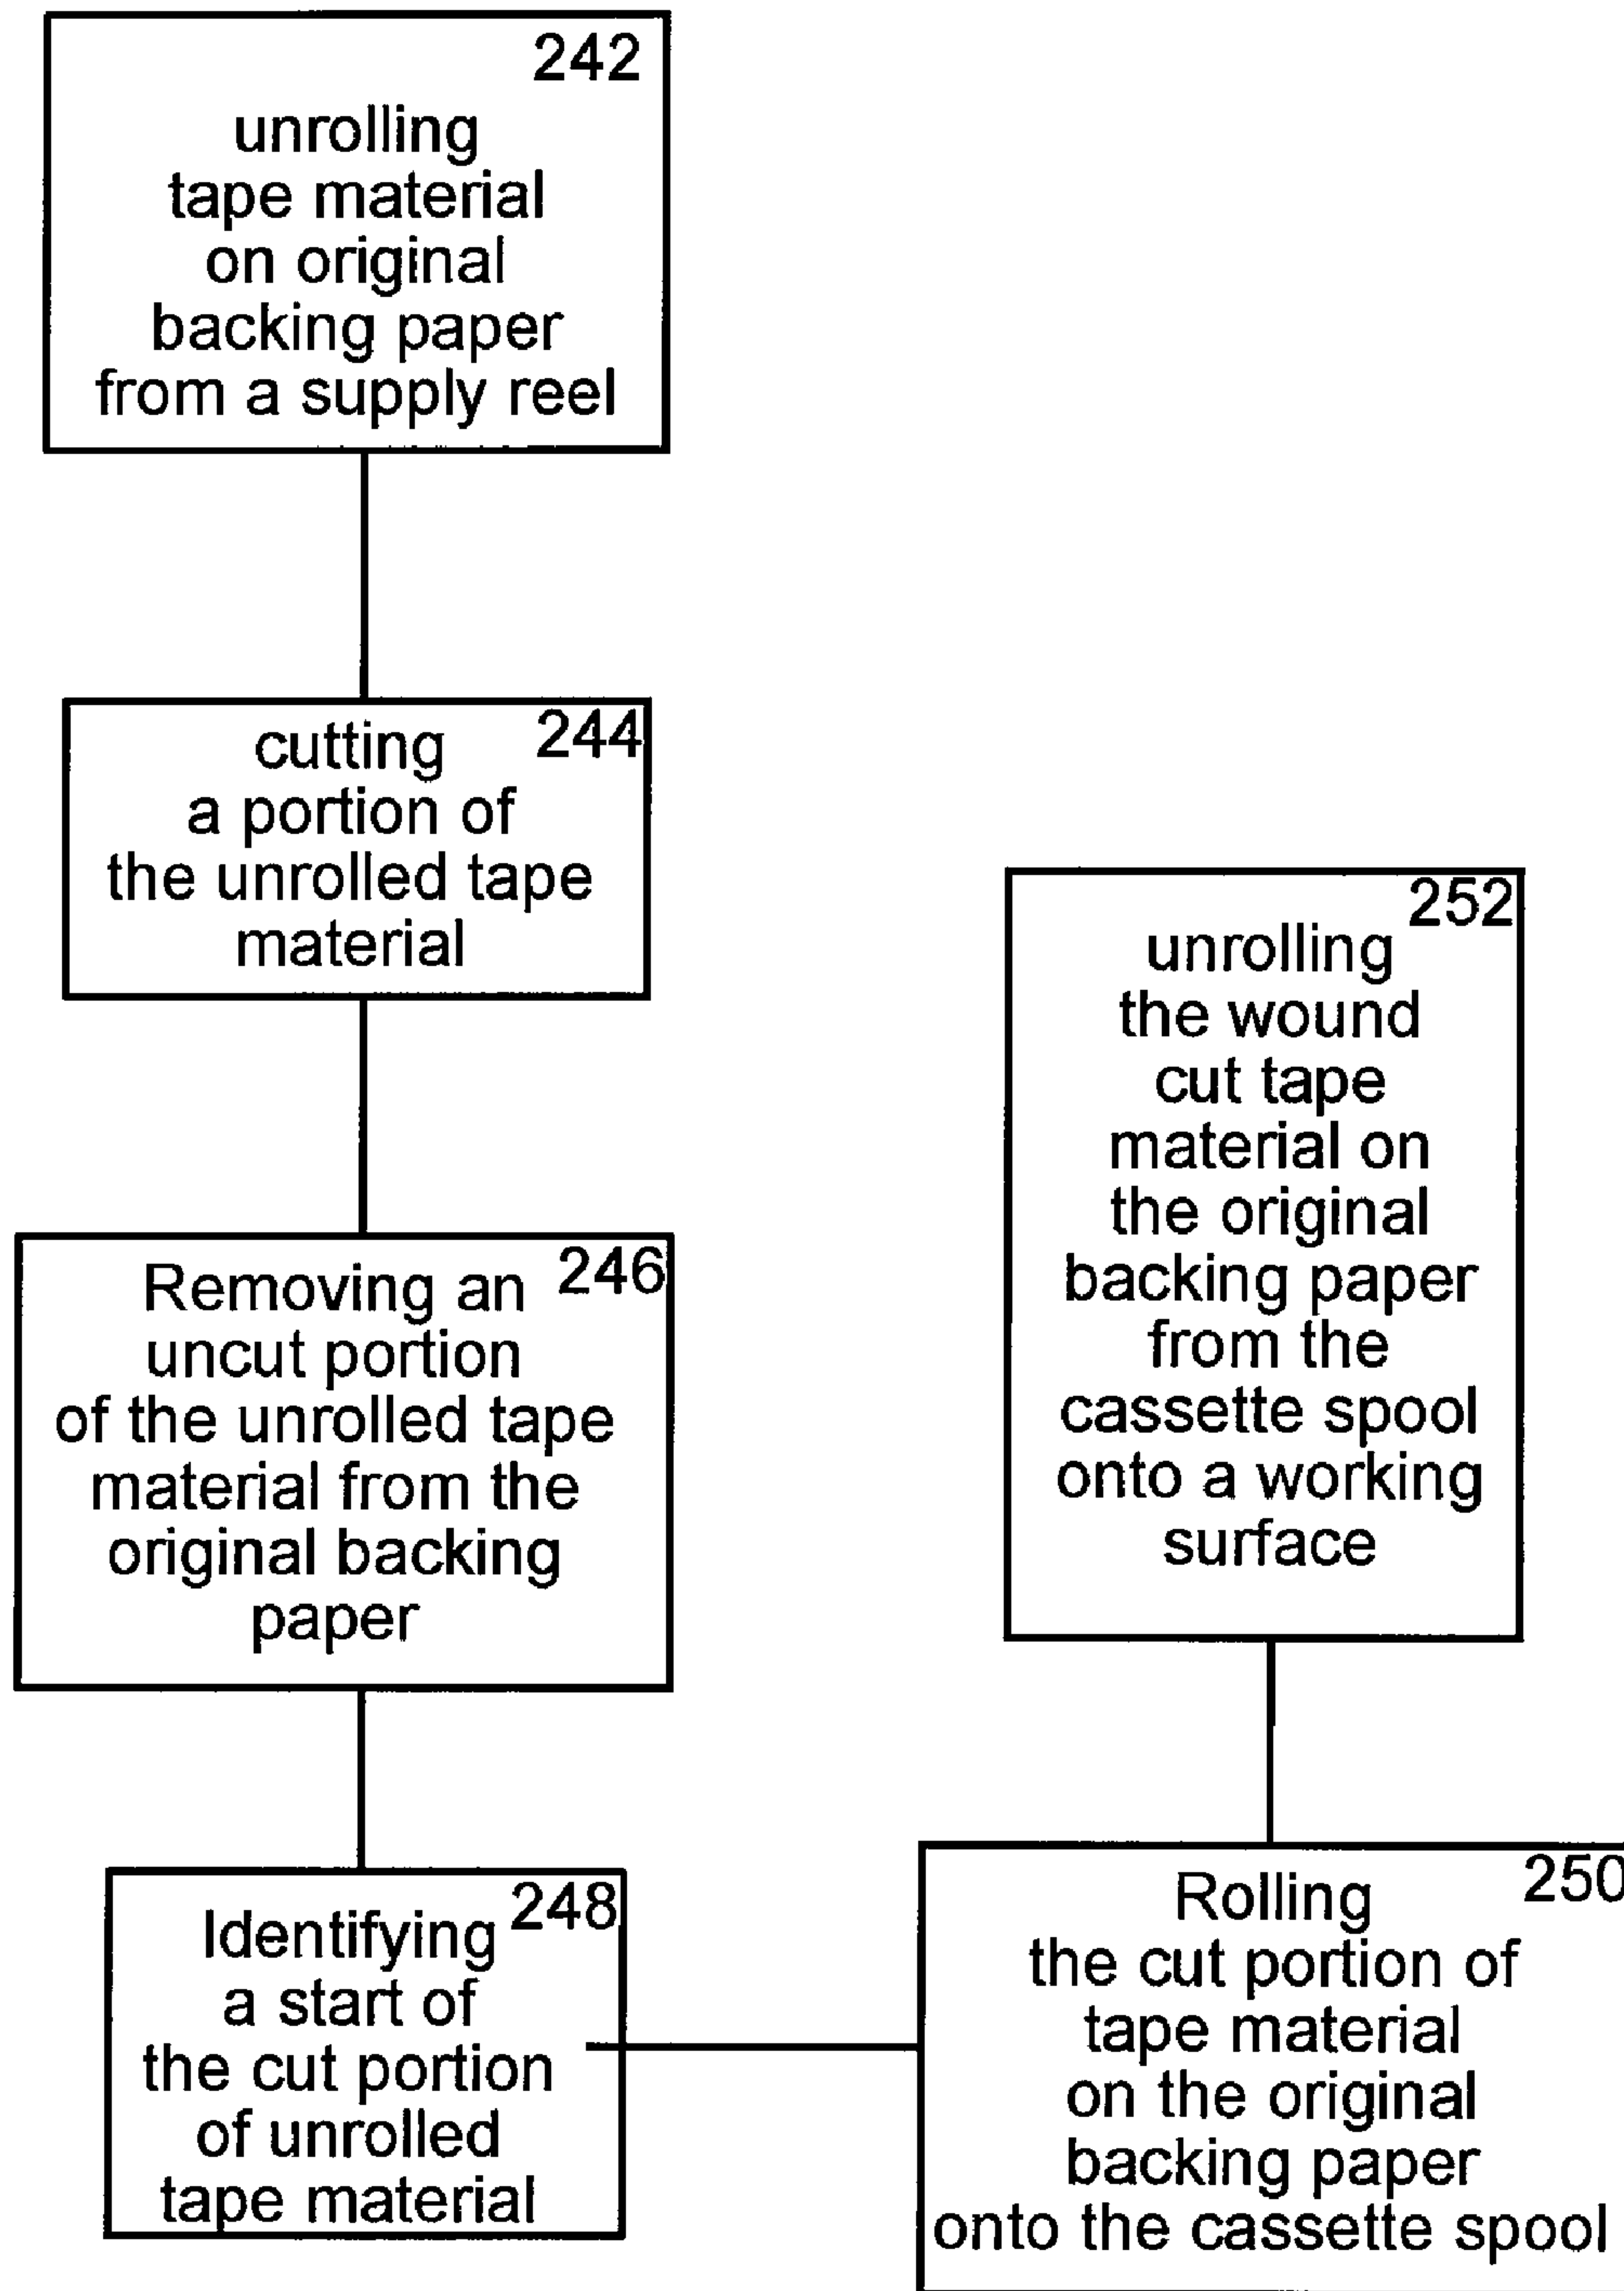 242
unrolling
tape material
on original
backing paper
from a supply reel
244
cutting
a portion of
the unrolled tape
material
246
Removing an
uncut portion
of the unrolled tape
material from the
original backing
paper
248
Identifying
a start of
the cut portion
of unrolled
tape material
250
Rolling
the cut portion of
tape material
on the original
backing paper
onto the cassette spool
252
unrolling
the wound
cut tape
material on
the original
backing paper
from the
cassette spool
onto a working
surface